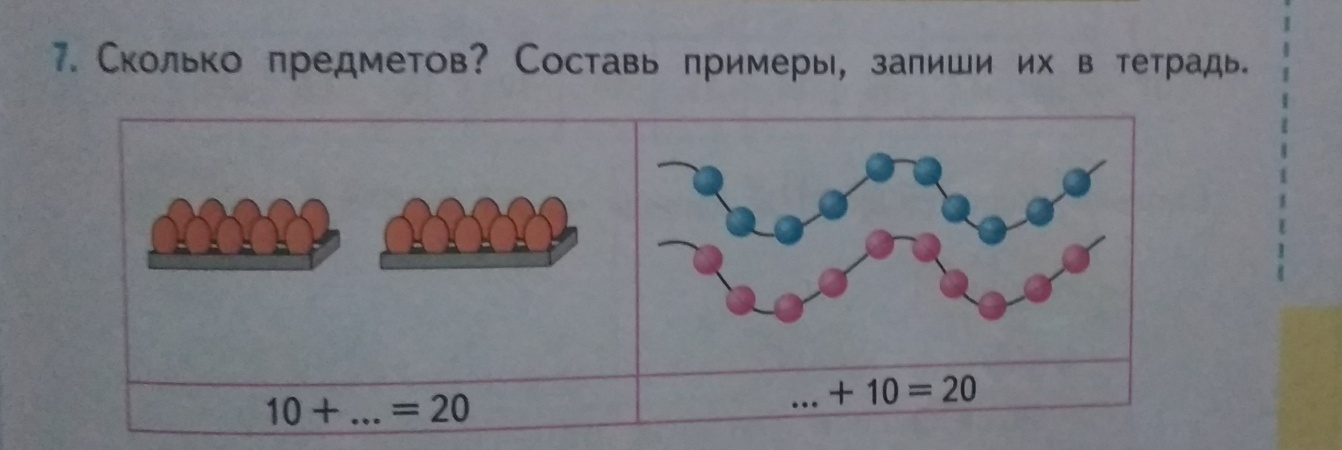 7. Сколько предметов? Составь примеры, запиши их в тетрадь.
10 + ... = 20
... + 10 = 20